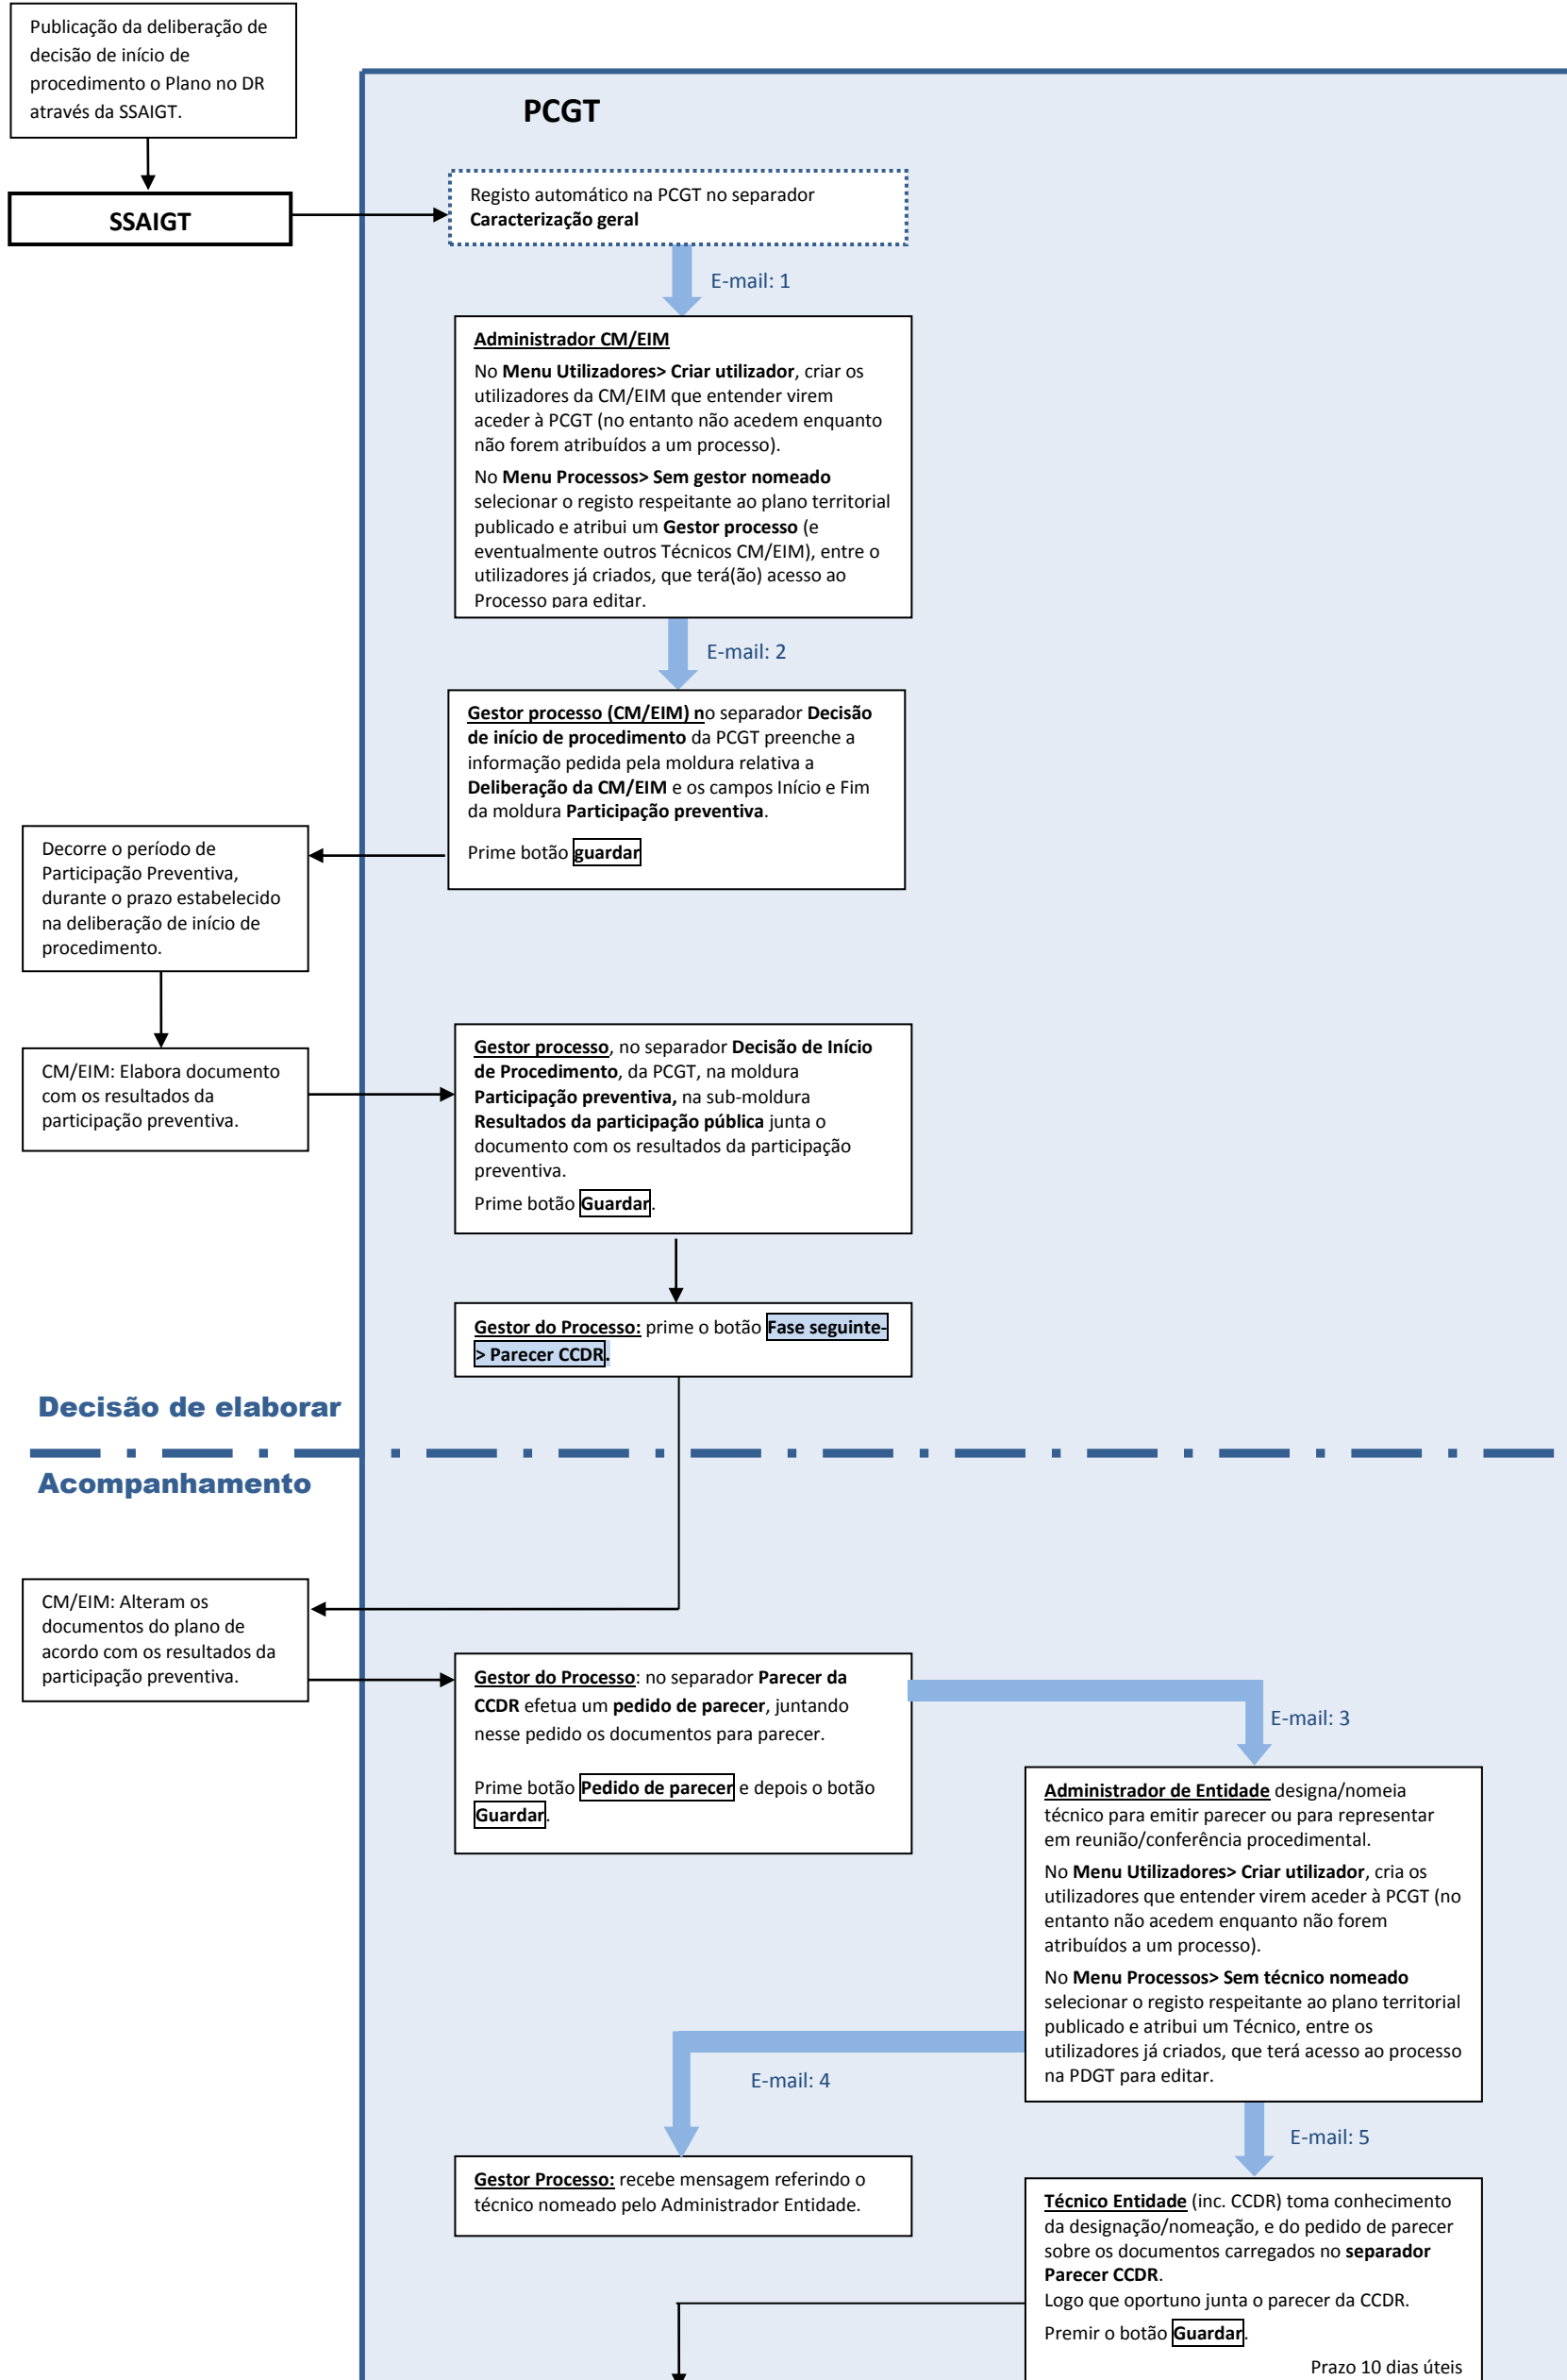 Publicação da deliberação de
decisão de início de
procedimento o Plano no DR
através da SSAIGT.
PCGT
SSAIGT
Registo automático na PCGT no separador
Caracterização geral
E-mail: 1
Administrador CM/EIM
No Menu Utilizadores> Criar utilizador, criar os
utilizadores da CM/EIM que entender virem
aceder à PCGT (no entanto não acedem enquanto
não forem atribuídos a um processo).
No Menu Processos> Sem gestor nomeado
selecionar o registo respeitante ao plano territorial
publicado e atribui um Gestor processo (e
eventualmente outros Técnicos CM/EIM), entre o
utilizadores já criados, que terá(ão) acesso ao
Processo para editar.
E-mail: 2
Gestor processo (CM/EIM) no separador Decisão
de início de procedimento da PCGT preenche a
informação pedida pela moldura relativa a
Deliberação da CM/EIM e os campos Início e Fim
da moldura Participação preventiva.
Prime botão guardar
Decorre o período de
Participação Preventiva,
durante o prazo estabelecido
na deliberação de início de
procedimento.
CM/EIM: Elabora documento
com os resultados da
participação preventiva.
Gestor processo, no separador Decisão de Início
de Procedimento, da PCGT, na moldura
Participação preventiva, na sub-moldura
Resultados da participação pública junta o
documento com os resultados da participação
preventiva.
Prime botão Guardar.
Gestor do Processo: prime o botão Fase seguinte-
> Parecer CCDR.
Decisão de elaborar
Acompanhamento
CM/EIM: Alteram os
documentos do plano de
acordo com os resultados da
participação preventiva.
Gestor do Processo: no separador Parecer da
CCDR efetua um pedido de parecer, juntando
nesse pedido os documentos para parecer.
Prime botão Pedido de parecer e depois o botão
Guardar.
E-mail: 3
Administrador de Entidade designa/nomeia
técnico para emitir parecer ou para representar
em reunião/conferência procedimental.
No Menu Utilizadores> Criar utilizador, cria os
utilizadores que entender virem aceder à PCGT (no
entanto não acedem enquanto não forem
atribuídos a um processo).
No Menu Processos> Sem técnico nomeado
selecionar o registo respeitante ao plano territorial
publicado e atribui um Técnico, entre os
utilizadores já criados, que terá acesso ao processo
na PDGT para editar.
E-mail: 4
E-mail: 5
Gestor Processo: recebe mensagem referindo o
técnico nomeado pelo Administrador Entidade.
Técnico Entidade (inc. CCDR) toma conhecimento
da designação/nomeação, e do pedido de parecer
sobre os documentos carregados no separador
Parecer CCDR.
Logo que oportuno junta o parecer da CCDR.
Premir o botão Guardar.
Prazo 10 dias úteis